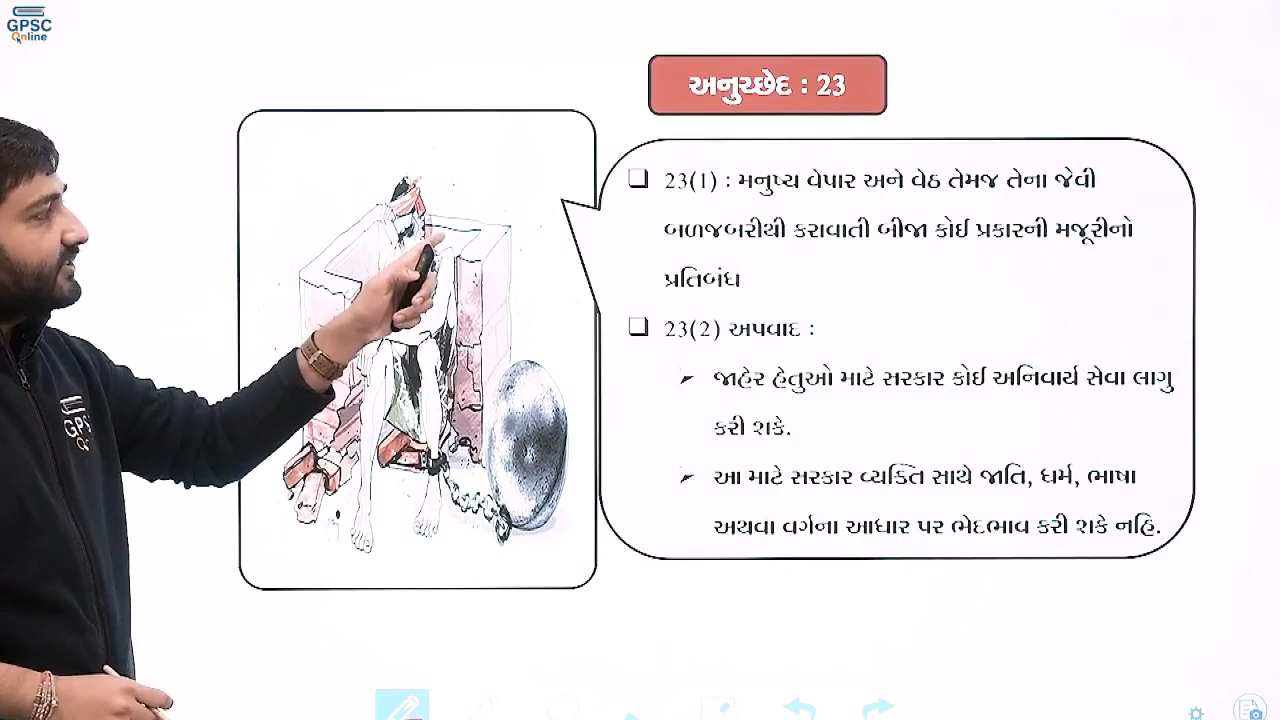 GPSC
Online
અનુચ્છેદ : 23
23(1) : મનુષ્ય વેપાર અને વેઠ તેમજ તેના જેવી
બળજબરીથી કરાવાતી બીજા કોઈ પ્રકારની મજૂરીનો
પ્રતિબંધ
23(2) અપવાદ :
જાહેર હેતુઓ માટે સરકાર કોઈ અનિવાર્ય સેવા લાગુ
કરી શકે.
આ માટે સરકાર વ્યક્તિ સાથે જાતિ, ધર્મ, ભાષા
અથવા વર્ગના આધાર પર ભેદભાવ કરી શકે નહિ.
GPSC